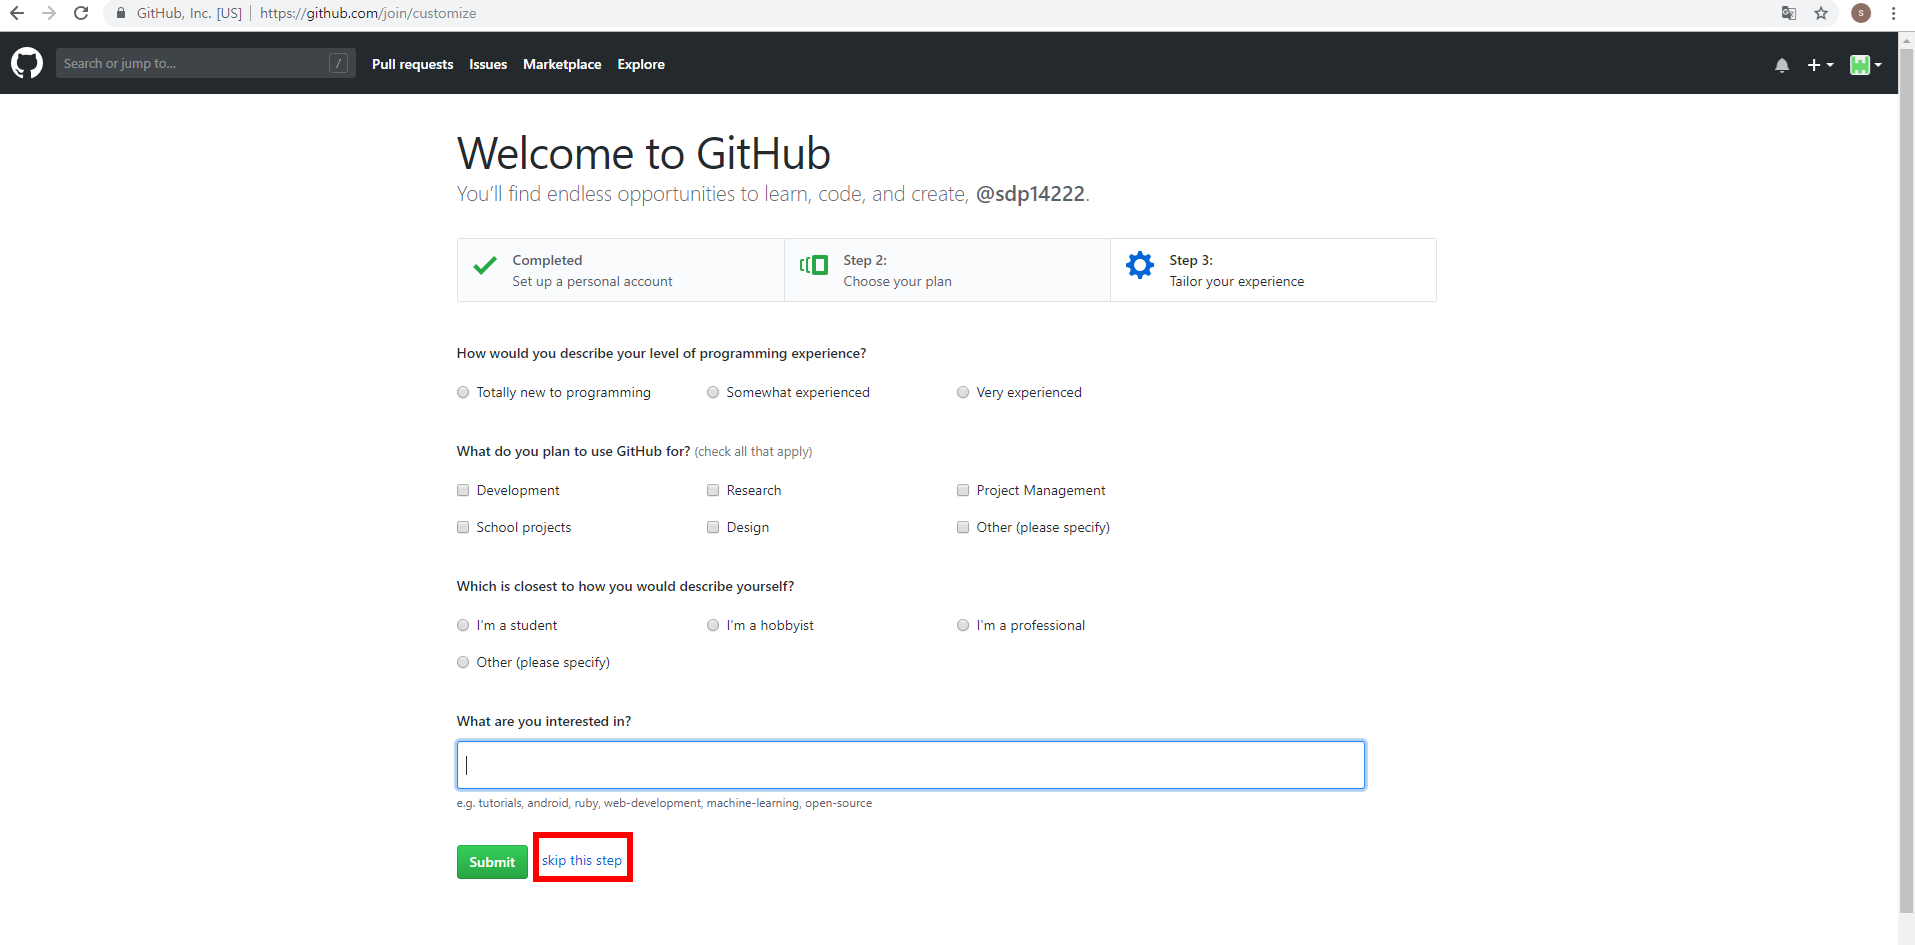 GitHub, Inc. [US] | https://github.com/join/customize
S
Search or jump to... /
Pull requests Issues Marketplace Explore
Welcome to GitHub
You’ll find endless opportunities to learn, code, and create, @sdp14222.
Completed
Set up a personal account
Step 2:
Choose your plan
Step 3:
Tailor your experience
How would you describe your level of programming experience?
Totally new to programming Somewhat experienced Very experienced
What do you plan to use GitHub for? (check all that apply)
Development Research Project Management
School projects Design Other (please specify)
Which is closest to how you would describe yourself?
I'm a student I'm a hobbyist I'm a professional
Other (please specify)
What are you interested in?
e.g. tutorials, android, ruby, web-development, machine-learning, open-source
Submit skip this step